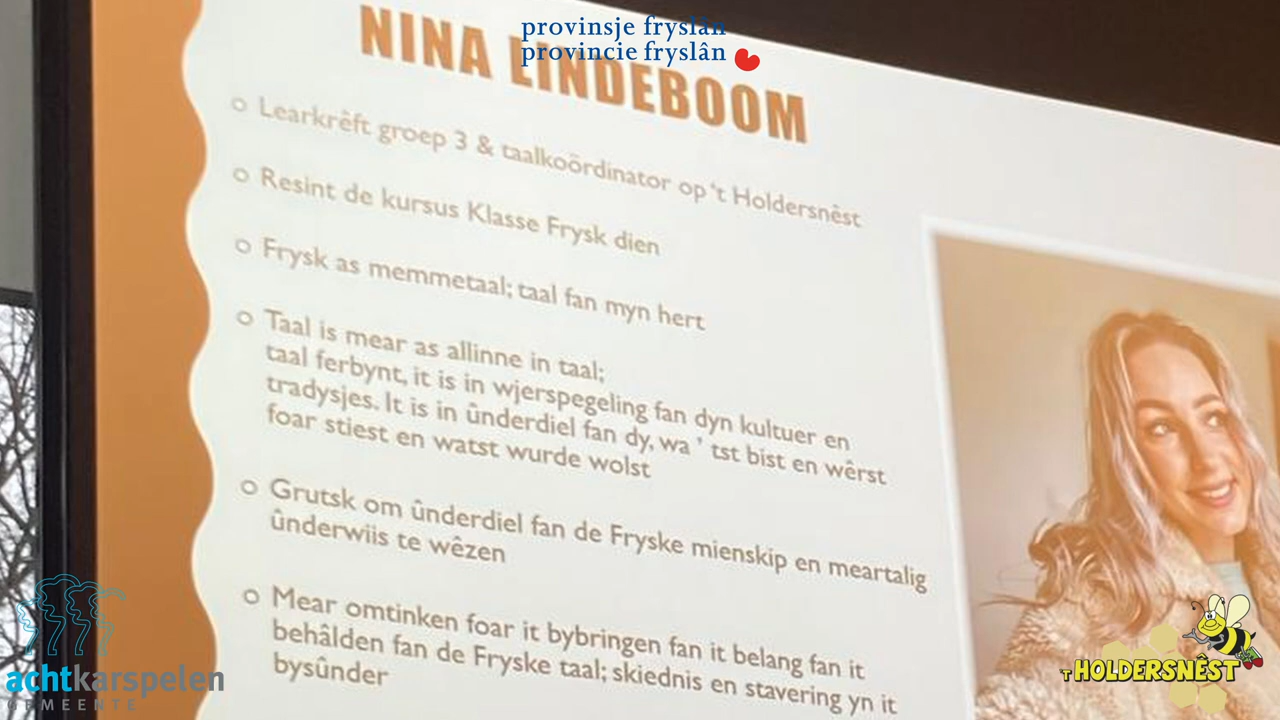 provinsje fryslân
provincie fryslân
NINA LINDEBOOM
Learkrêft groep 3 & taalkoördinator op 't Holdersnêst
Resint de kursus Klasse Frysk dien
Frysk as memmetaal; taal fan myn hert
Taal is mear as allinne in taal;
taal ferbynt, it is in wjerspegeling fan dyn kultuer en
tradysjes. It is in ûnderdiel fan dy, wa ' tst bist en wêrst
foar stiest en watst wurde wolst
Grutsk om ûnderdiel fan de Fryske mienskip en meartalig
ûnderwiis te wêzen
Mear omtinken foar it bybringen fan it belang fan it
behâlden fan de Fryske taal; skiednis en stavering yn it
bysûnder
achtkarspelen
GEMEENTE
'T HOLDERSNÊST